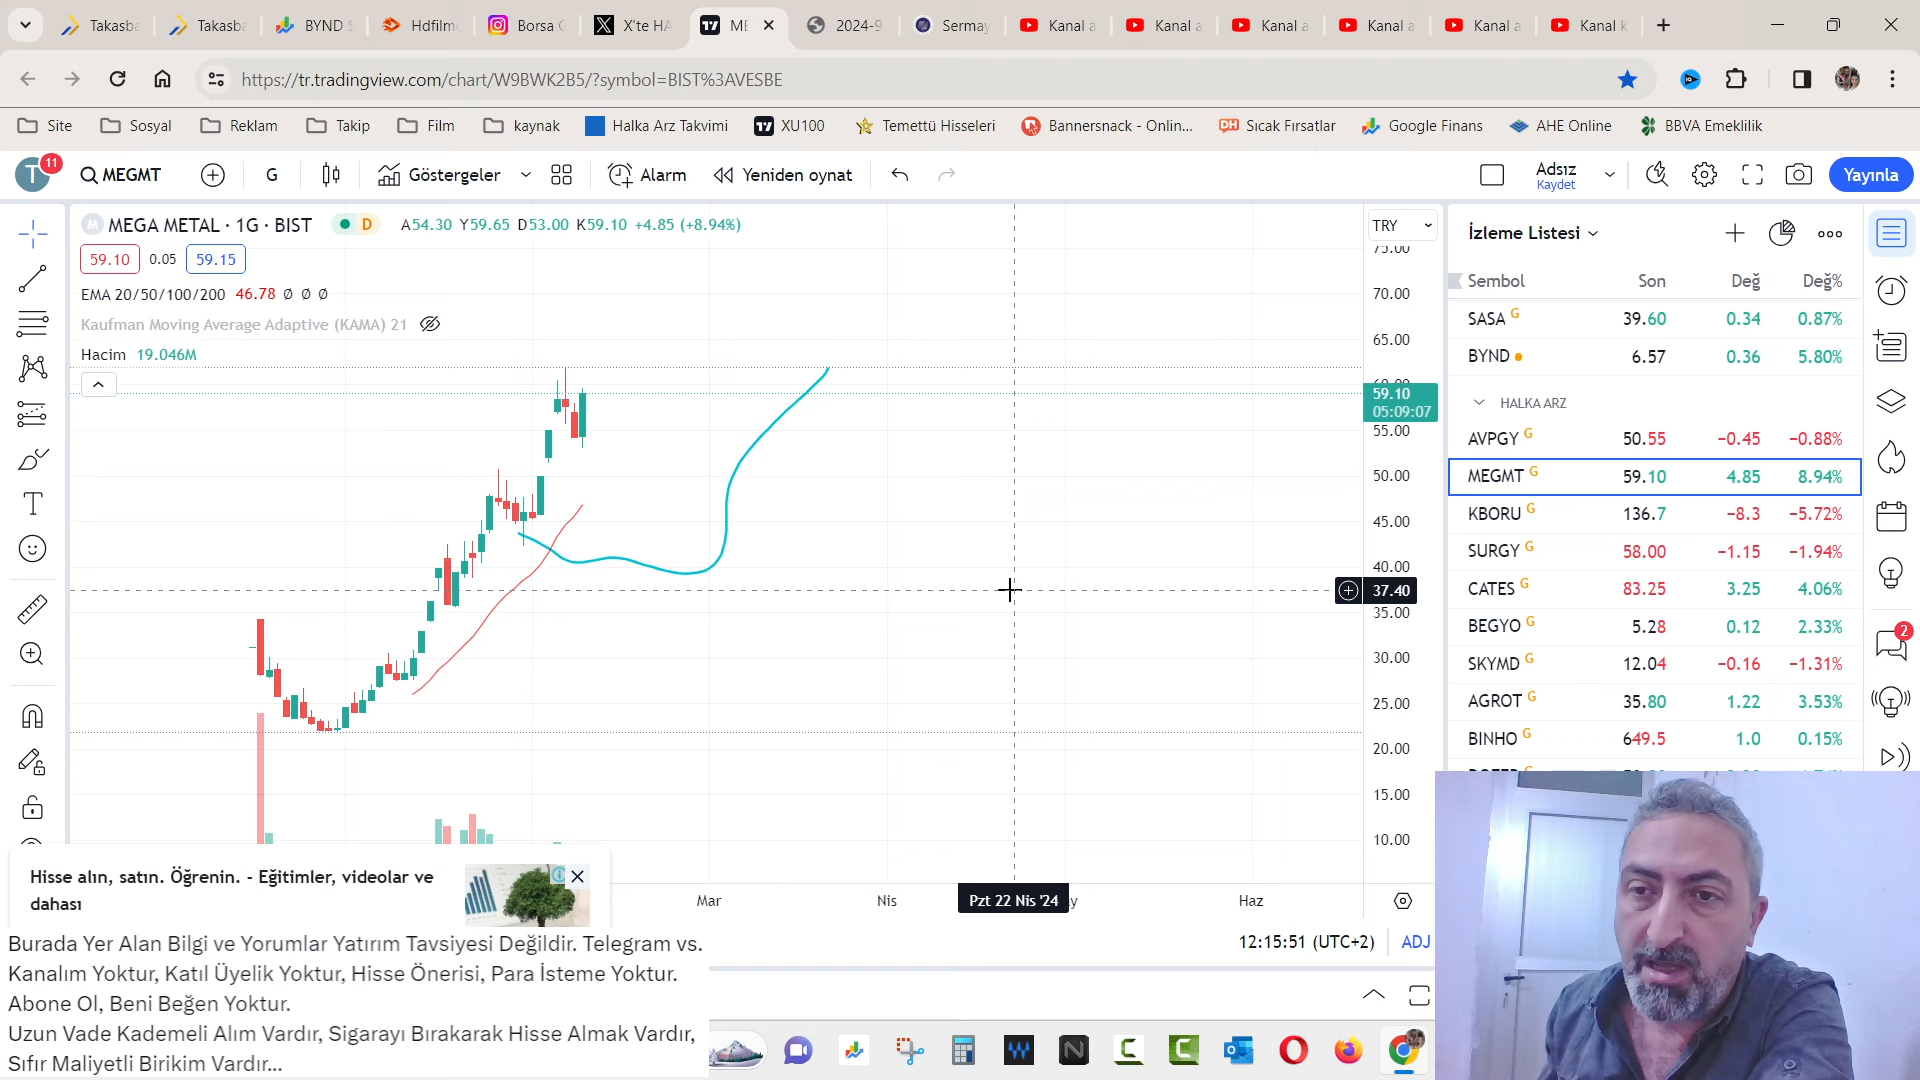 Takasba
Takasba
BYND S
Hdfilme
Borsa G
X'te HA
ME
2024-9
Sermay
Kanal a
Kanal a
Kanal a
Kanal a
Kanal a
Kanal k
https://tr.tradingview.com/chart/W9BWK2B5/?symbol=BIST%3AVESBE
Site
Sosyal
Reklam
Takip
Film
kaynak
Halka Arz Takvimi
XU100
Temettü Hisseleri
Bannersnack - Onlin...
Sıcak Fırsatlar
Google Finans
AHE Online
BBVA Emeklilik
T 11
MEGMT
G
Göstergeler
Alarm
Yeniden oynat
Adsız
Kaydet
Yayınla
MEGA METAL · 1G · BIST
D
A54.30 Y59.65 D53.00 K59.10 +4.85 (+8.94%)
59.10 0.05 59.15
EMA 20/50/100/200 46.78 Ø Ø Ø
Kaufman Moving Average Adaptive (KAMA) 21
Hacim 19.046M
TRY
75.00
70.00
65.00
60.00
59.10
05:09:07
55.00
50.00
45.00
40.00
37.40
35.00
30.00
25.00
20.00
15.00
10.00
Mar
Nis
Pzt 22 Nis '24
Haz
12:15:51 (UTC+2)
ADJ
İzleme Listesi
Sembol Son Değ Değ%
SASA G 39.60 0.34 0.87%
BYND 6.57 0.36 5.80%
HALKA ARZ
AVPGY G 50.55 −0.45 −0.88%
MEGMT G 59.10 4.85 8.94%
KBORU G 136.7 −8.3 −5.72%
SURGY G 58.00 −1.15 −1.94%
CATES G 83.25 3.25 4.06%
BEGYO G 5.28 0.12 2.33%
SKYMD G 12.04 −0.16 −1.31%
AGROT G 35.80 1.22 3.53%
BINHO G 649.5 1.0 0.15%
2
Hisse alın, satın. Öğrenin. - Eğitimler, videolar ve
dahası
Burada Yer Alan Bilgi ve Yorumlar Yatırım Tavsiyesi Değildir. Telegram vs.
Kanalım Yoktur, Katıl Üyelik Yoktur, Hisse Önerisi, Para İsteme Yoktur.
Abone Ol, Beni Beğen Yoktur.
Uzun Vade Kademeli Alım Vardır, Sigarayı Bırakarak Hisse Almak Vardır,
Sıfır Maliyetli Birikim Vardır...